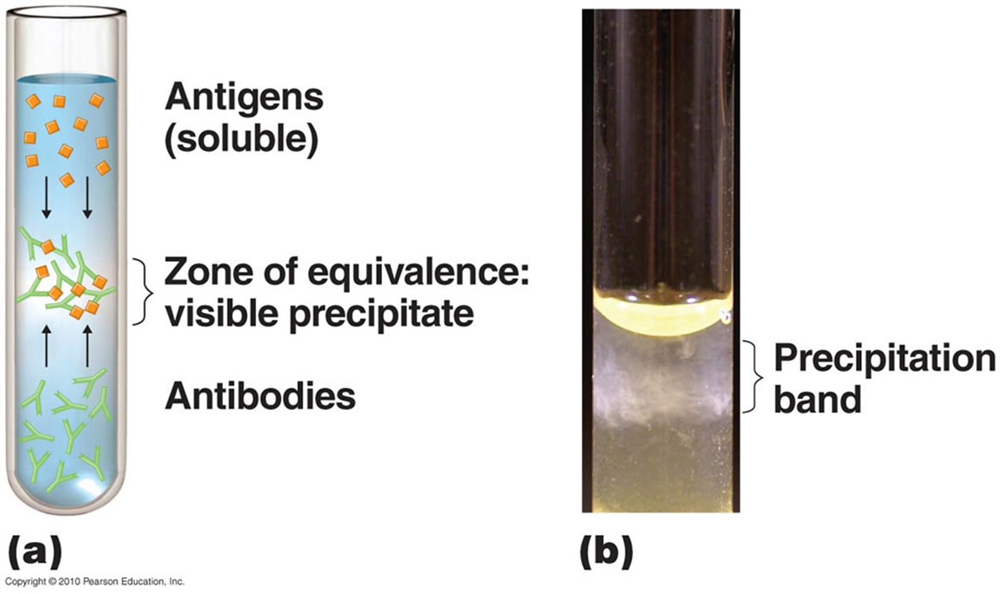 Antigens
(soluble)
Zone of equivalence:
visible precipitate
Antibodies
Precipitation
band
(a)
(b)
Copyright © 2010 Pearson Education, Inc.